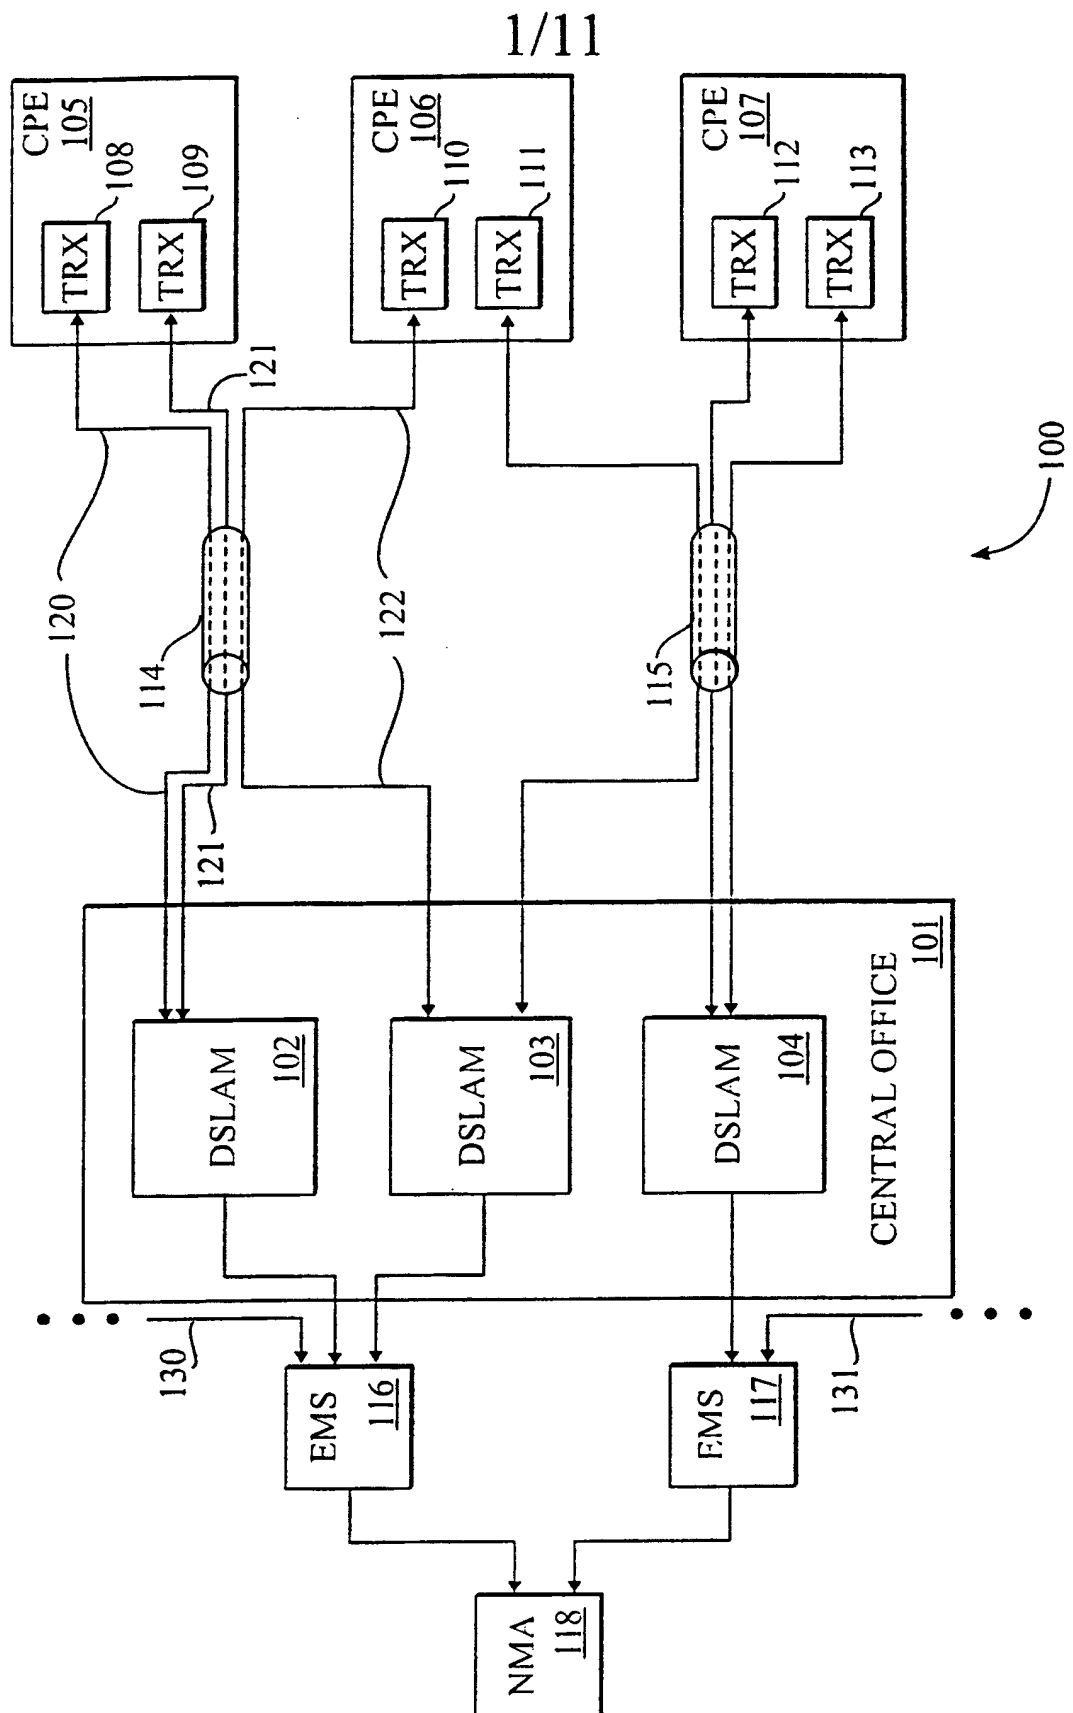 1/11
CPE
105
TRX
108
TRX
109
CPE
106
TRX
110
TRX
111
CPE
107
TRX
112
TRX
113
121
120
114
122
115
100
121
CENTRAL OFFICE
101
DSLAM
102
DSLAM
103
DSLAM
104
130
131
EMS
116
EMS
117
NMA
118